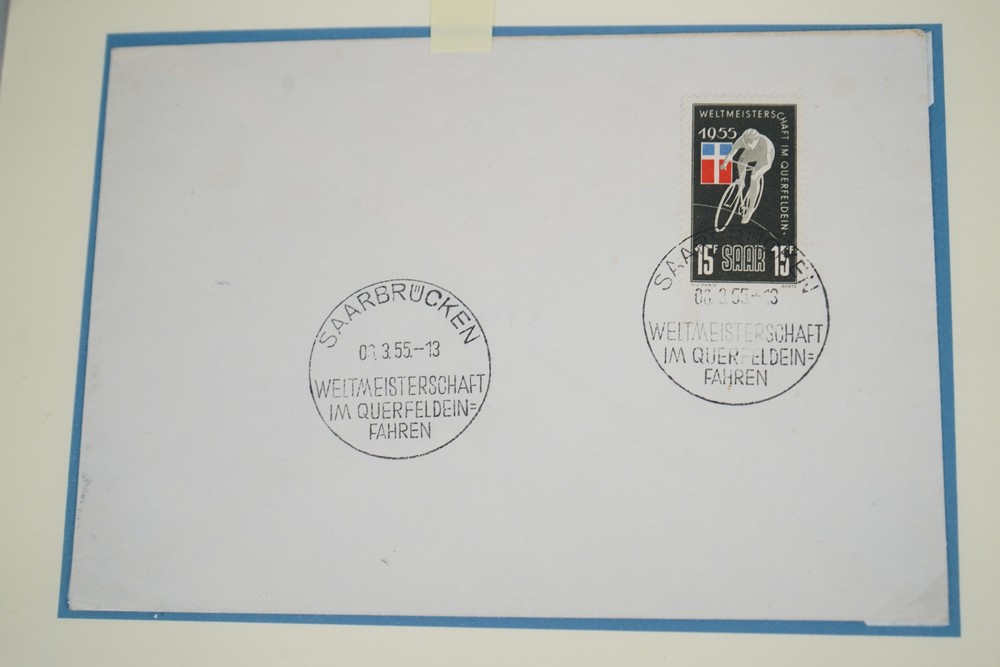 WELTMEISTERSCHAFT IM QUERFELDEIN·
1955
15F SAAR 15F
SAARBRÜCKEN
3.55.-13
WELTMEISTERSCHAFT
IM QUERFELDEIN=
FAHREN
SAARBRÜCKEN
3.55.-13
WELTMEISTERSCHAFT
IM QUERFELDEIN=
FAHREN